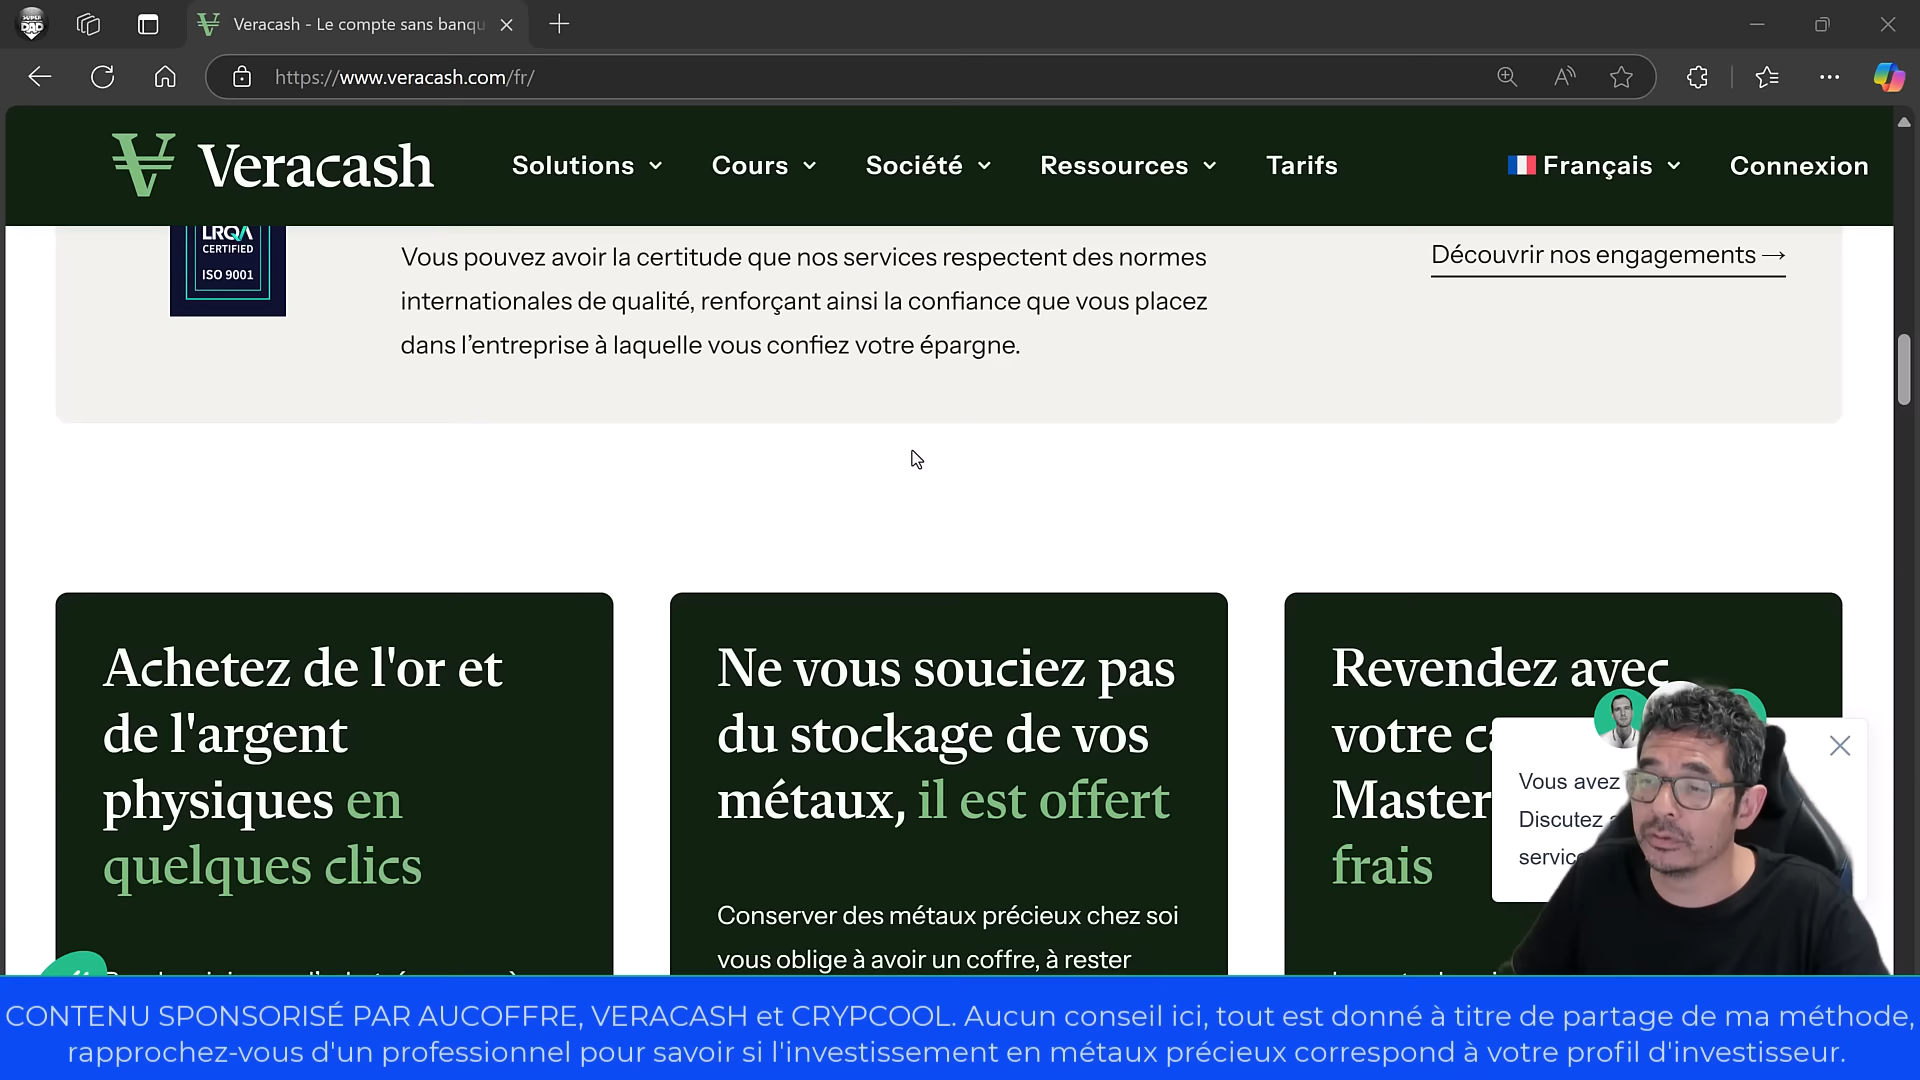 SUPER
DAD
Veracash - Le compte sans banqu
https://www.veracash.com/fr/
Veracash
Solutions
Cours
Société
Ressources
Tarifs
Français
Connexion
LRQA
CERTIFIED
ISO 9001
Vous pouvez avoir la certitude que nos services respectent des normes
internationales de qualité, renforçant ainsi la confiance que vous placez
dans l’entreprise à laquelle vous confiez votre épargne.
Découvrir nos engagements →
Achetez de l'or et
de l'argent
physiques en
quelques clics
Ne vous souciez pas
du stockage de vos
métaux, il est offert
Conserver des métaux précieux chez soi
vous oblige à avoir un coffre, à rester
Revendez avec
votre
Master
frais
Vous avez
Discutez
CONTENU SPONSORISÉ PAR AUCOFFRE, VERACASH et CRYPCOOL. Aucun conseil ici, tout est donné à titre de partage de ma méthode,
rapprochez-vous d'un professionnel pour savoir si l'investissement en métaux précieux correspond à votre profil d'investisseur.